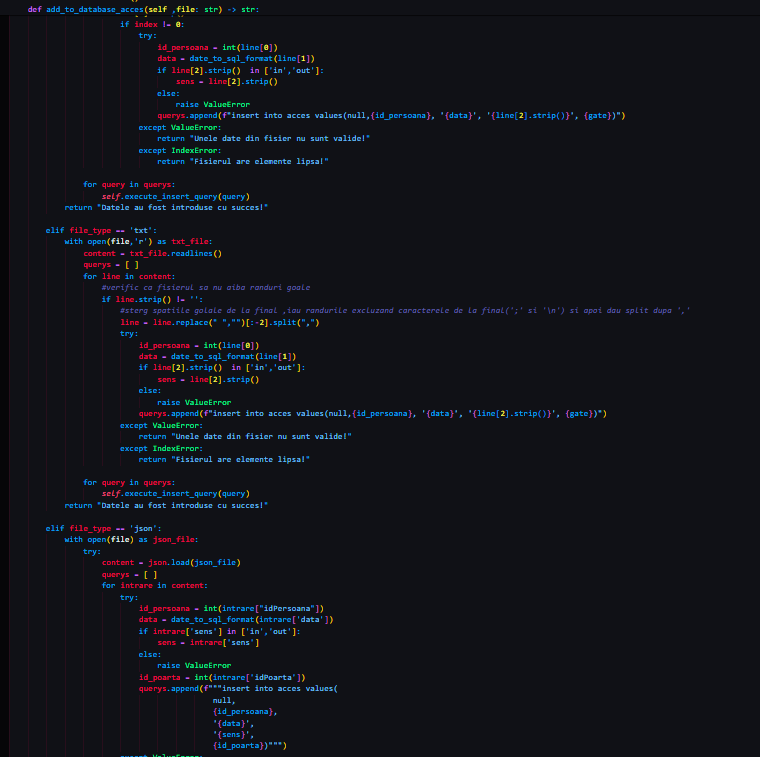 def add_to_database_acces(self ,file: str) -> str:
if index != 0:
try:
id_persoana = int(line[0])
data = date_to_sql_format(line[1])
if line[2].strip()  in ['in','out']:
sens = line[2].strip()
else:
raise ValueError
querys.append(f"insert into acces values(null,{id_persoana}, '{data}', '{line[2].strip()}', {gate})")
except ValueError:
return "Unele date din fisier nu sunt valide!"
except IndexError:
return "Fisierul are elemente lipsa!"
for query in querys:
self.execute_insert_query(query)
return "Datele au fost introduse cu succes!"
elif file_type == 'txt':
with open(file,'r') as txt_file:
content = txt_file.readlines()
querys = [ ]
for line in content:
#verific ca fisierul sa nu aiba randuri goale
if line.strip() != '':
#sterg spatiile goale de la final ,iau randurile excluzand caracterele de la final(';' si '\n') si apoi dau split dupa ','
line = line.replace(" ","")[:-2].split(",")
try:
id_persoana = int(line[0])
data = date_to_sql_format(line[1])
if line[2].strip()  in ['in','out']:
sens = line[2].strip()
else:
raise ValueError
querys.append(f"insert into acces values(null,{id_persoana}, '{data}', '{line[2].strip()}', {gate})")
except ValueError:
return "Unele date din fisier nu sunt valide!"
except IndexError:
return "Fisierul are elemente lipsa!"
for query in querys:
self.execute_insert_query(query)
return "Datele au fost introduse cu succes!"
elif file_type == 'json':
with open(file) as json_file:
try:
content = json.load(json_file)
querys = [ ]
for intrare in content:
try:
id_persoana = int(intrare["idPersoana"])
data = date_to_sql_format(intrare['data'])
if intrare['sens'] in ['in','out']:
sens = intrare['sens']
else:
raise ValueError
id_poarta = int(intrare['idPoarta'])
querys.append(f"""insert into acces values(
null,
{id_persoana},
'{data}',
'{sens}',
{id_poarta})""")